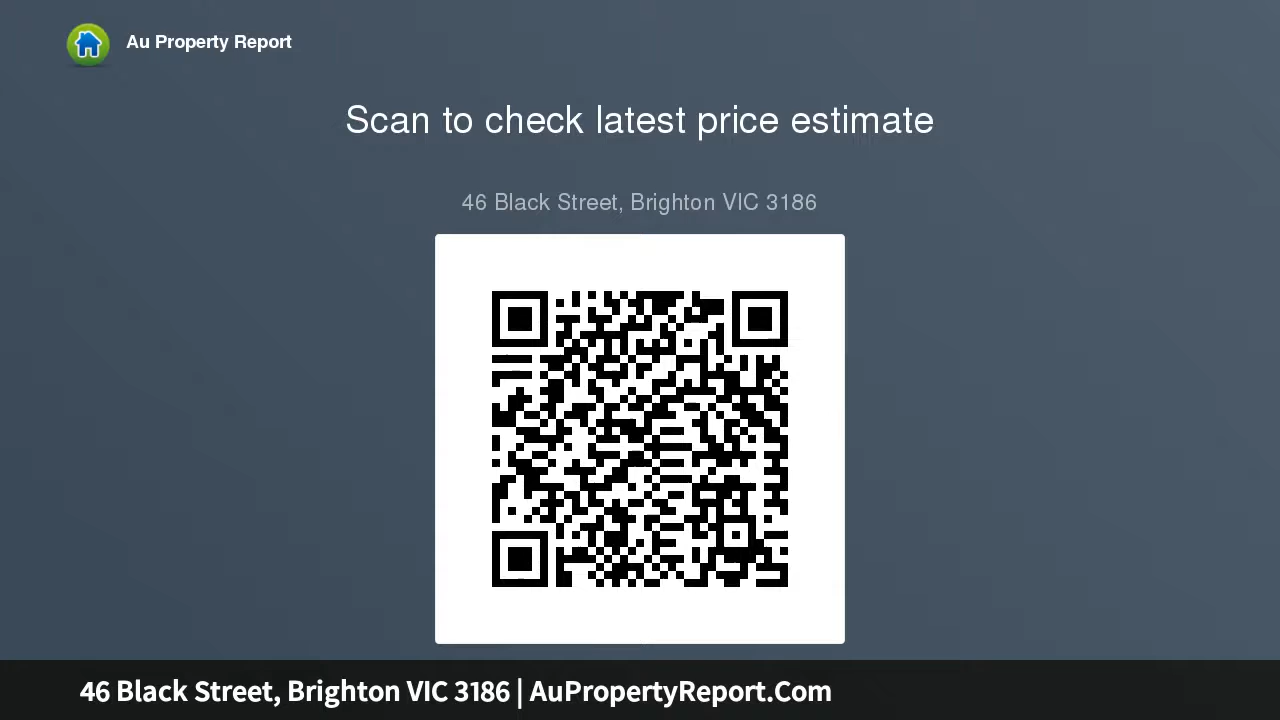 Au Property Report
Scan to check latest price estimate
46 Black Street, Brighton VIC 3186
46 Black Street, Brighton VIC 3186 | AuPropertyReport.Com